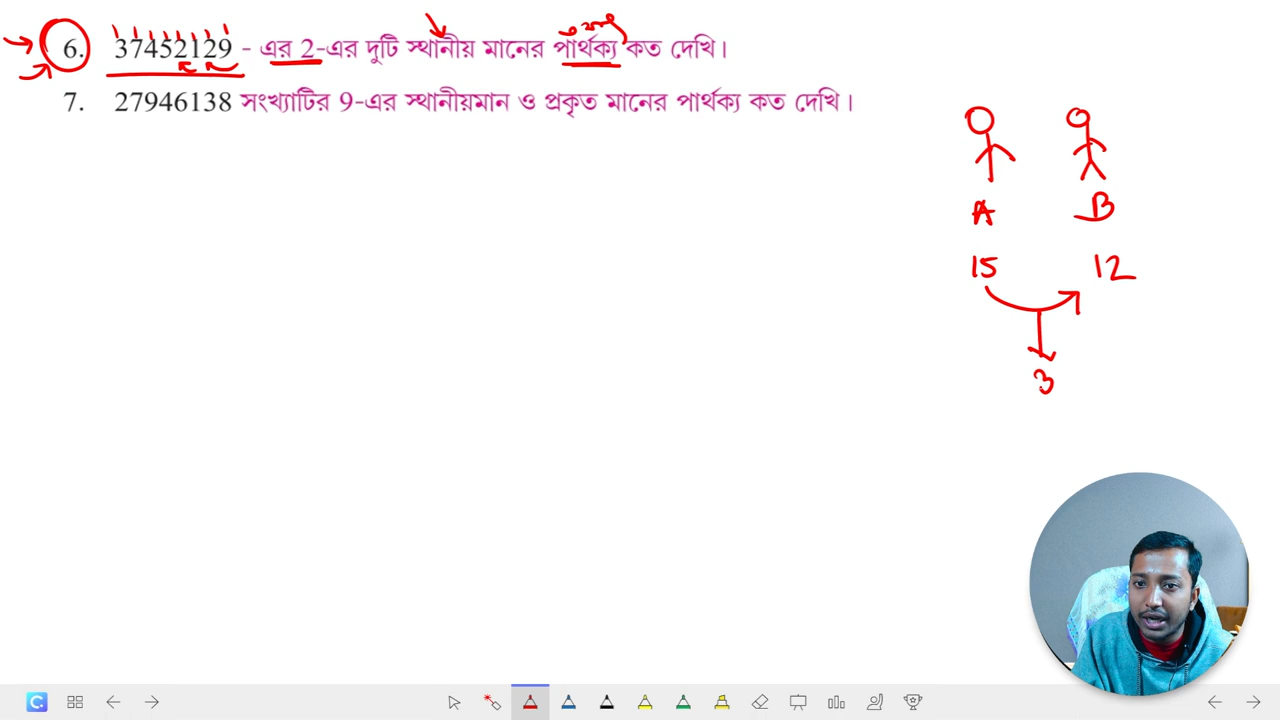 6. 37452129 - এর 2-এর দুটি স্থানীয় মানের পার্থক্য কত দেখি।
7. 27946138 সংখ্যাটির 9-এর স্থানীয়মান ও প্রকৃত মানের পার্থক্য কত দেখি।
A B
15 12
3